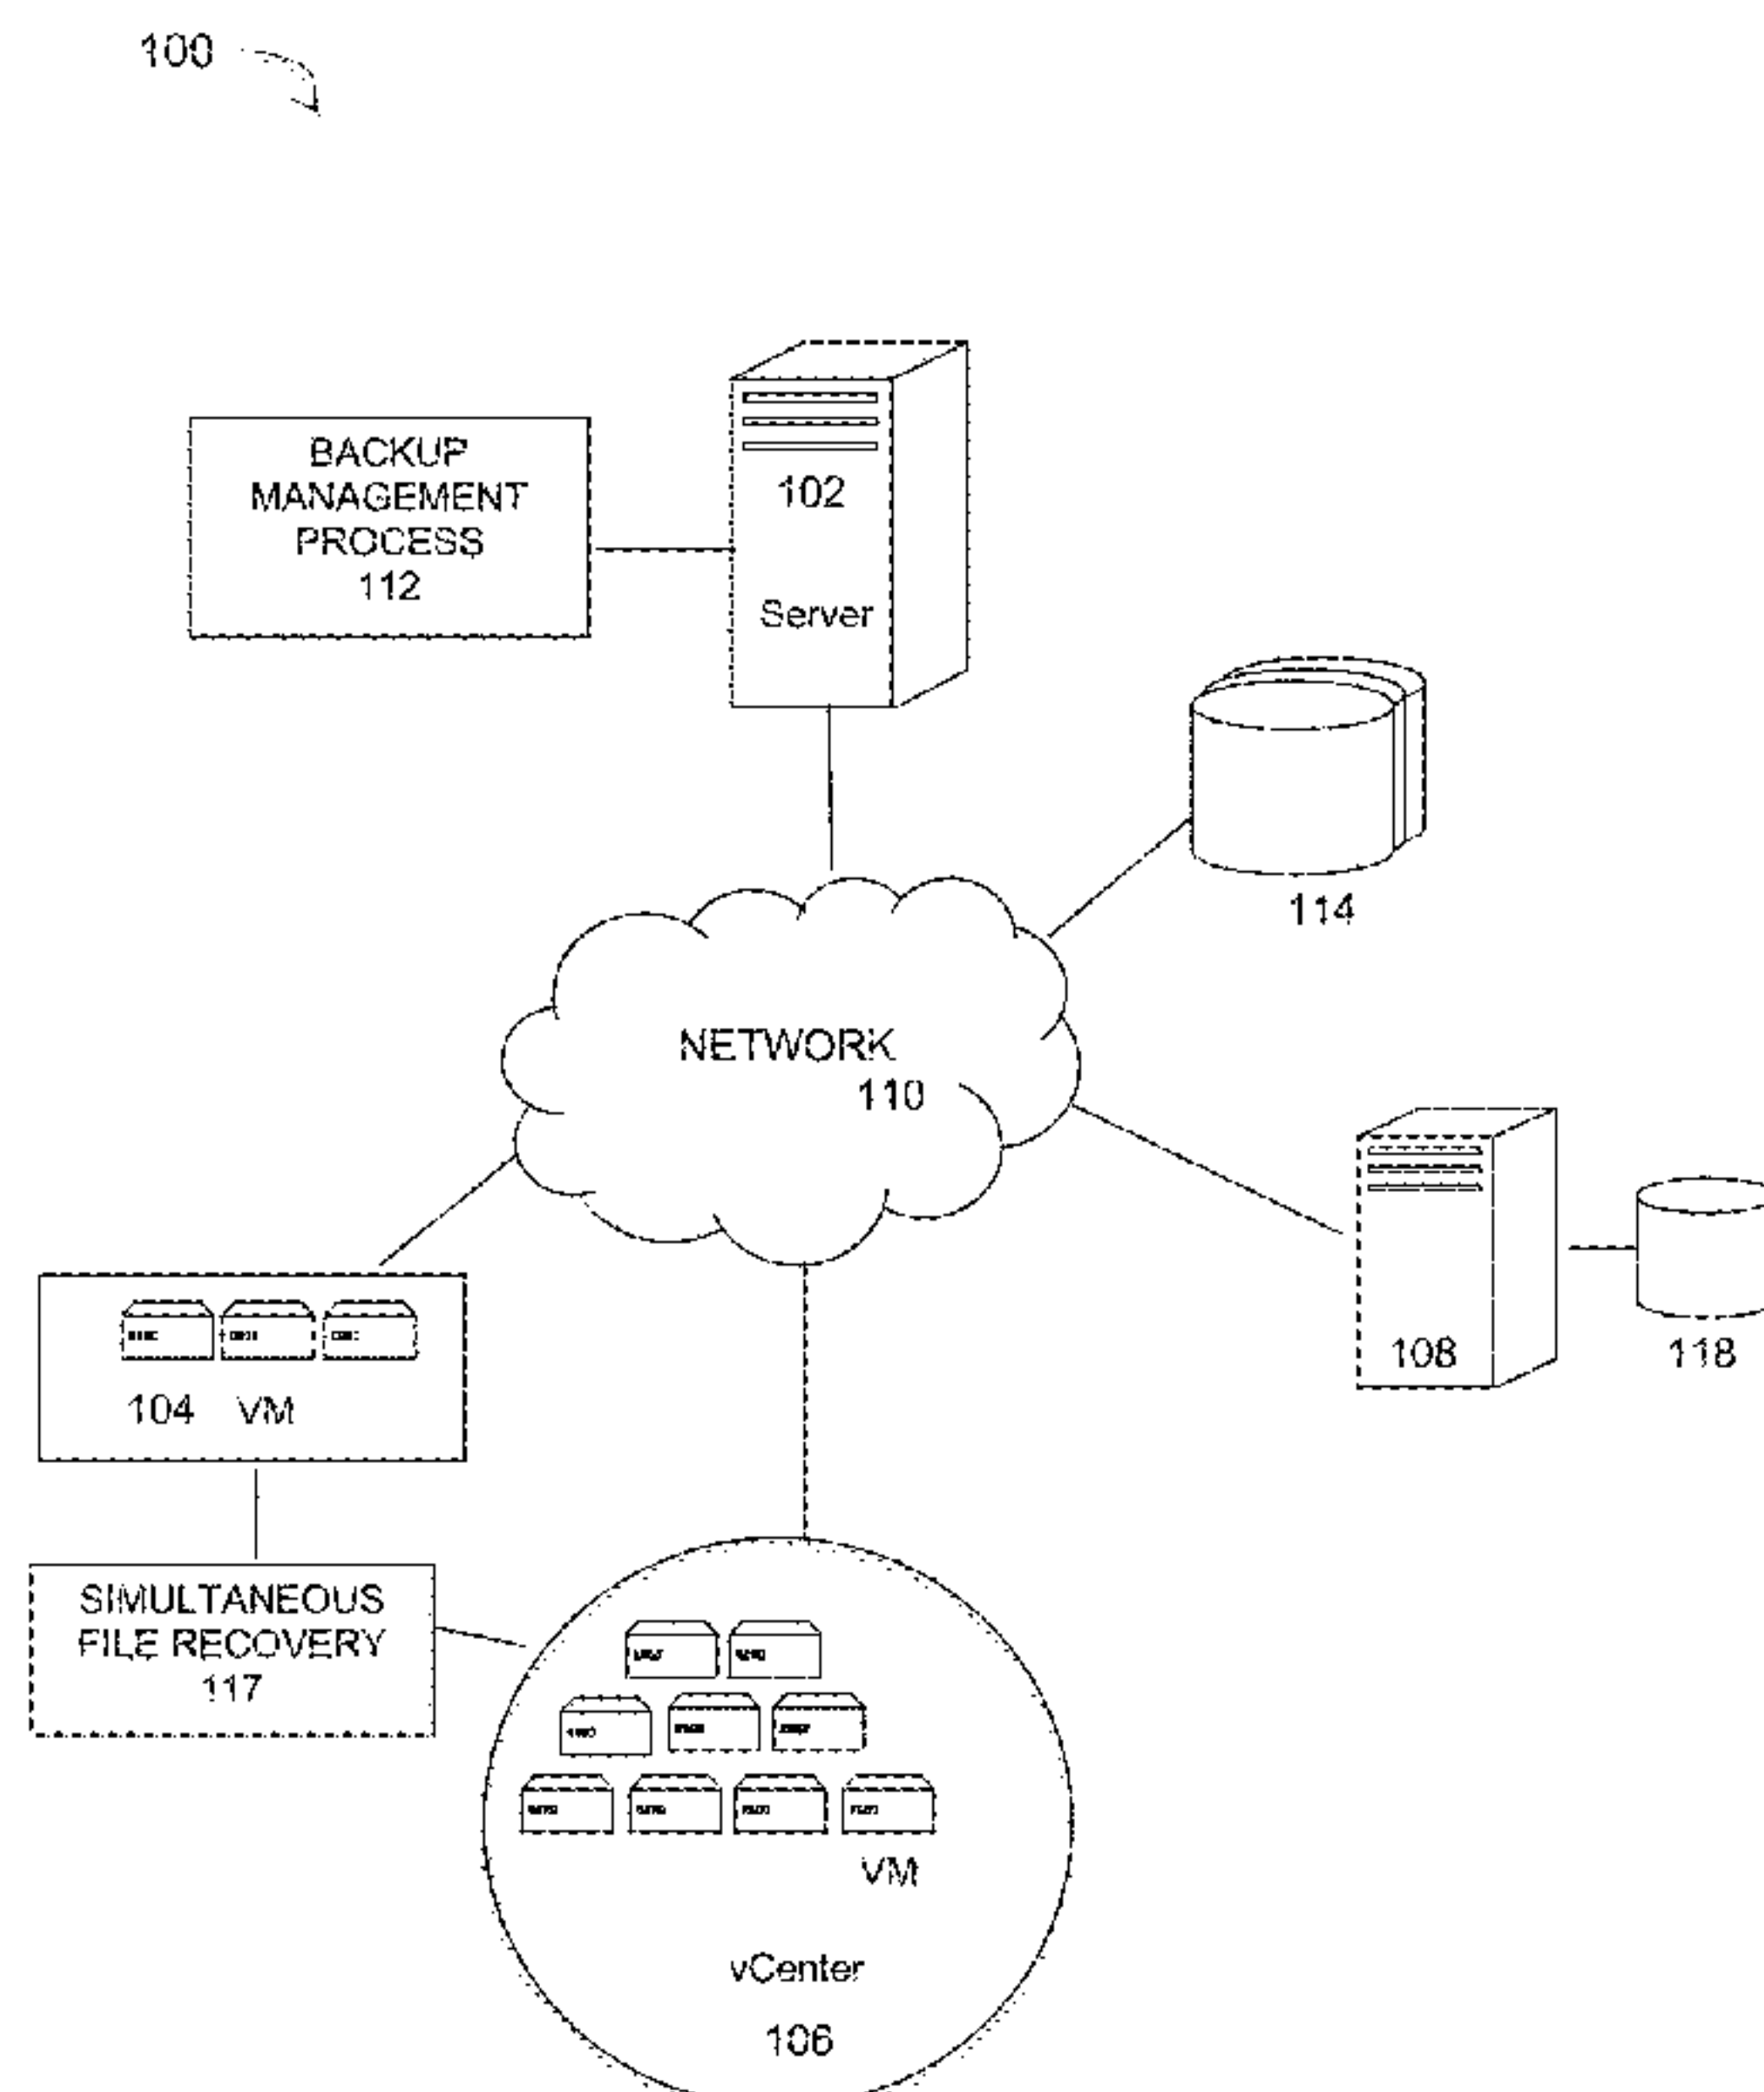 100
BACKUP
MANAGEMENT
PROCESS
112
102
Server
114
NETWORK
110
108
118
104 VM
SIMULTANEOUS
FILE RECOVERY
117
VM
vCenter
106